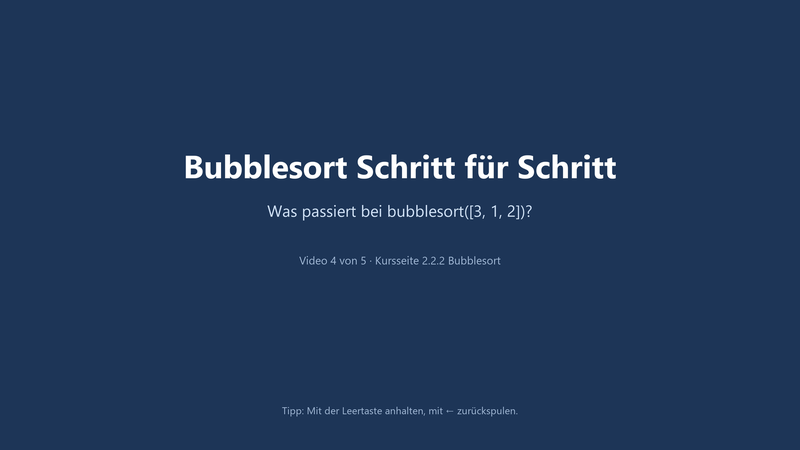 Bubblesort Schritt für Schritt
Was passiert bei bubblesort([3, 1, 2])?
Video 4 von 5 · Kursseite 2.2.2 Bubblesort
Tipp: Mit der Leertaste anhalten, mit ← zurückspulen.